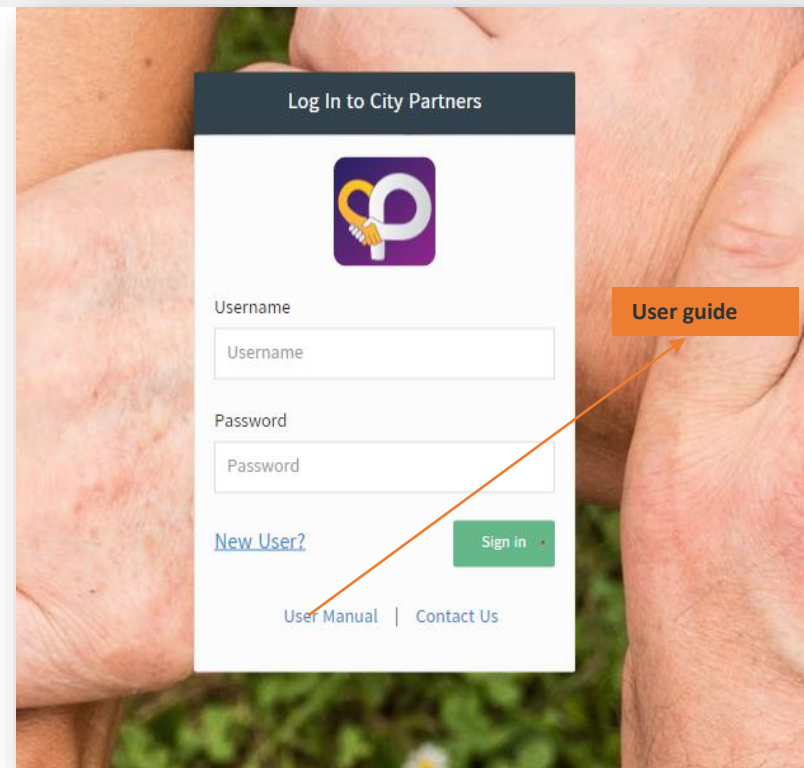 Log In to City Partners
Username
User guide
Username
Password
Password
New User?
Sign in
User Manual | Contact Us